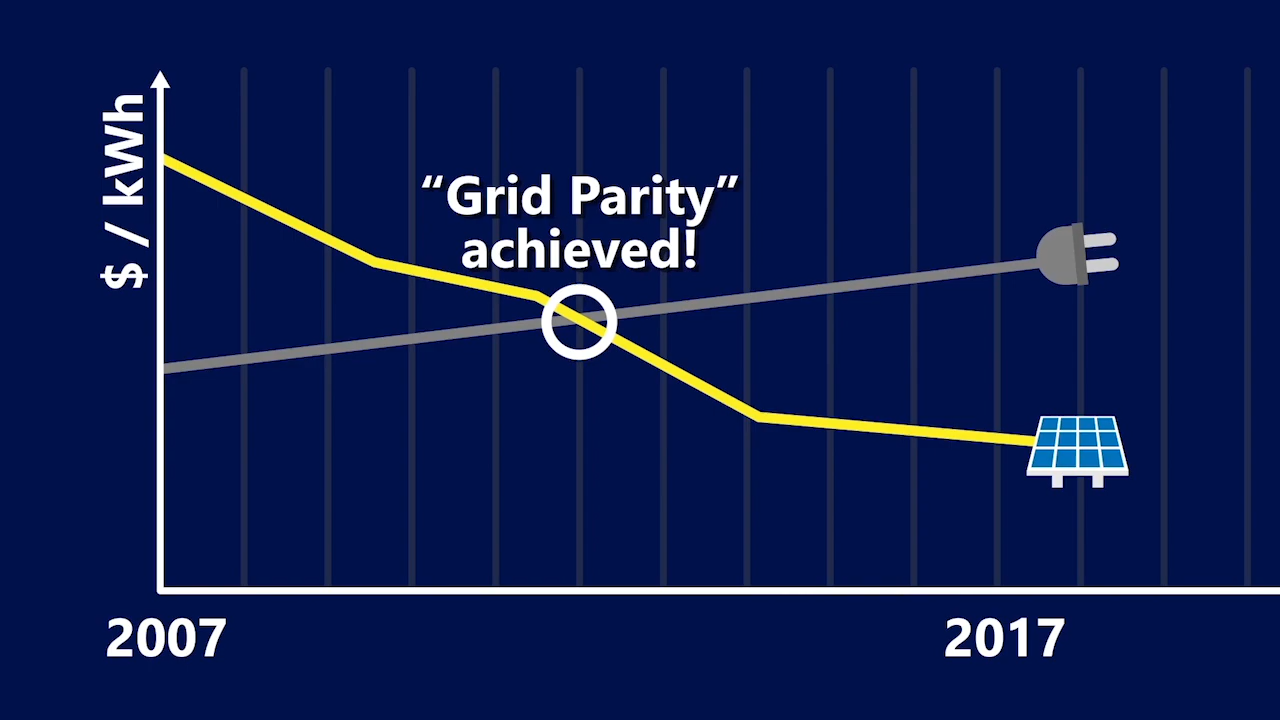 $ / kWh
“Grid Parity”
achieved!
2007
2017